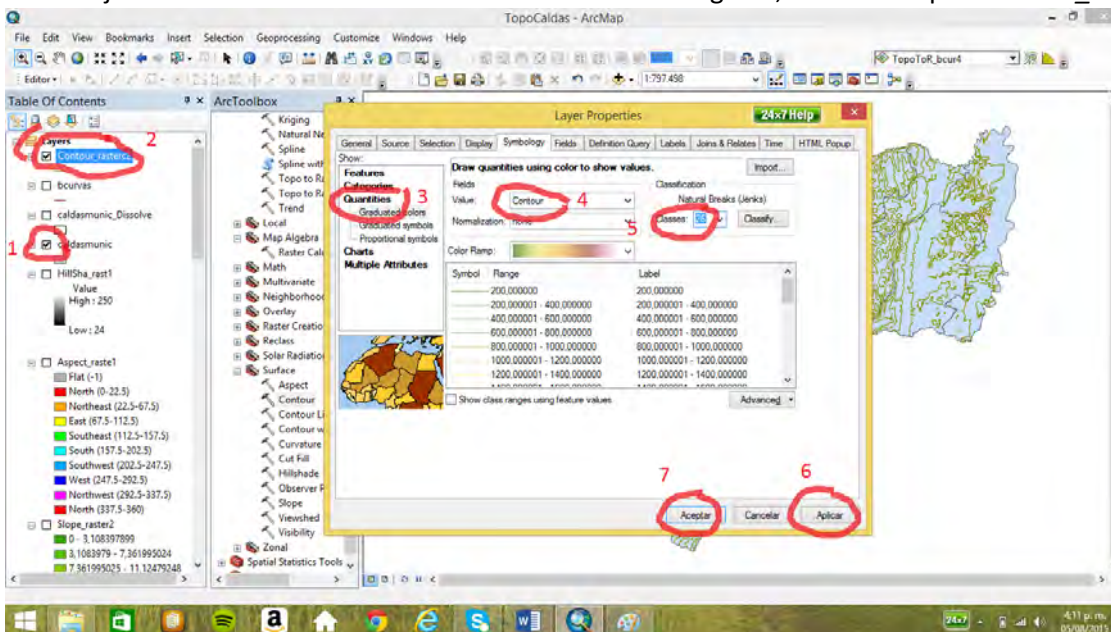 TopoCaldas - ArcMap
File Edit View Bookmarks Insert Selection Geoprocessing Customize Windows Help
TopoToR_bcur4
Editor
1:797.498
Table Of Contents
ArcToolbox
2
Layers
Contour_raster
bcurvas
caldasmunic_Dissolve
1
caldasmunic
HillSha_rast1
Value
High : 250
Low : 24
Aspect_raste1
Flat (-1)
North (0-22.5)
Northeast (22.5-67.5)
East (67.5-112.5)
Southeast (112.5-157.5)
South (157.5-202.5)
Southwest (202.5-247.5)
West (247.5-292.5)
Northwest (292.5-337.5)
North (337.5-360)
Slope_raster2
0 - 3,108397899
3,1083979 - 7,361995024
7,361995025 - 11,12479248
Kriging
Natural Ne
Spline
Spline with
Topo to Ra
Topo to Ra
Trend
Local
Map Algebra
Raster Calc
Math
Multivariate
Neighborhood
Overlay
Raster Creation
Reclass
Solar Radiation
Surface
Aspect
Contour
Contour Li
Contour w
Curvature
Cut Fill
Hillshade
Observer P
Slope
Viewshed
Visibility
Zonal
Spatial Statistics Tools
Layer Properties
24x7 Help
General Source Selection Display Symbology Fields Definition Query Labels Joins & Relates Time HTML Popup
Show:
Features
Categories
Quantities
3
Graduated colors
Graduated symbols
Proportional symbols
Charts
Multiple Attributes
Draw quantities using color to show values.
Import...
Fields
Value: Contour
4
Normalization: none
Classification
Natural Breaks (Jenks)
5
Classes: Classify...
Color Ramp:
Symbol Range Label
200,000000 200,000000
200,000001 - 400,000000 200,000001 - 400,000000
400,000001 - 600,000000 400,000001 - 600,000000
600,000001 - 800,000000 600,000001 - 800,000000
800,000001 - 1000,000000 800,000001 - 1000,000000
1000,000001 - 1200,000000 1000,000001 - 1200,000000
1200,000001 - 1400,000000 1200,000001 - 1400,000000
Show class ranges using feature values
Advanced
7
6
Aceptar Cancelar Aplicar
24x7
4:11 p. m.
05/08/2015